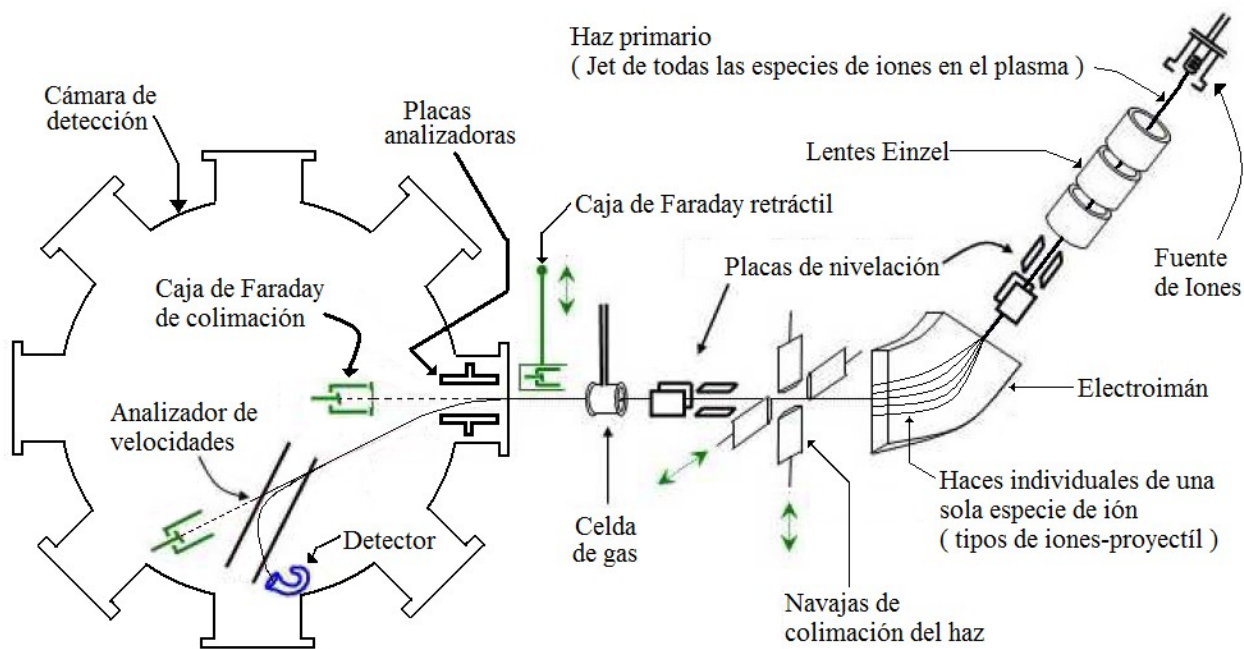 Haz primario
( Jet de todas las especies de iones en el plasma )
Cámara de
detección
Placas
analizadoras
Lentes Einzel
Caja de Faraday retráctil
Fuente
de Iones
Placas de nivelación
Caja de Faraday
de colimación
Electroimán
Analizador de
velocidades
Haces individuales de una
sola especie de ión
( tipos de iones-proyectíl )
Celda
de gas
Detector
Navajas de
colimación del haz